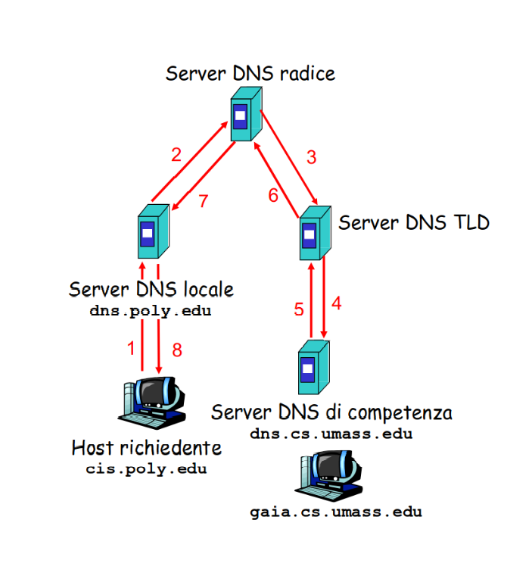 Server DNS radice
2
3
7
6
Server DNS TLD
Server DNS locale
dns.poly.edu
5
4
1
8
Server DNS di competenza
dns.cs.umass.edu
Host richiedente
cis.poly.edu
gaia.cs.umass.edu